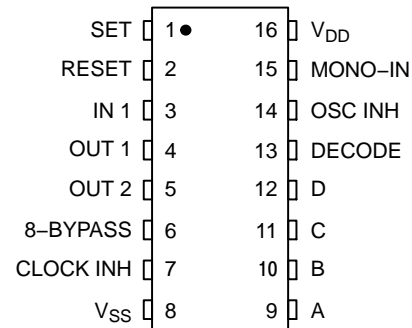 SET 1 16 VDD
RESET 2 15 MONO−IN
IN 1 3 14 OSC INH
OUT 1 4 13 DECODE
OUT 2 5 12 D
8−BYPASS 6 11 C
CLOCK INH 7 10 B
VSS 8 9 A